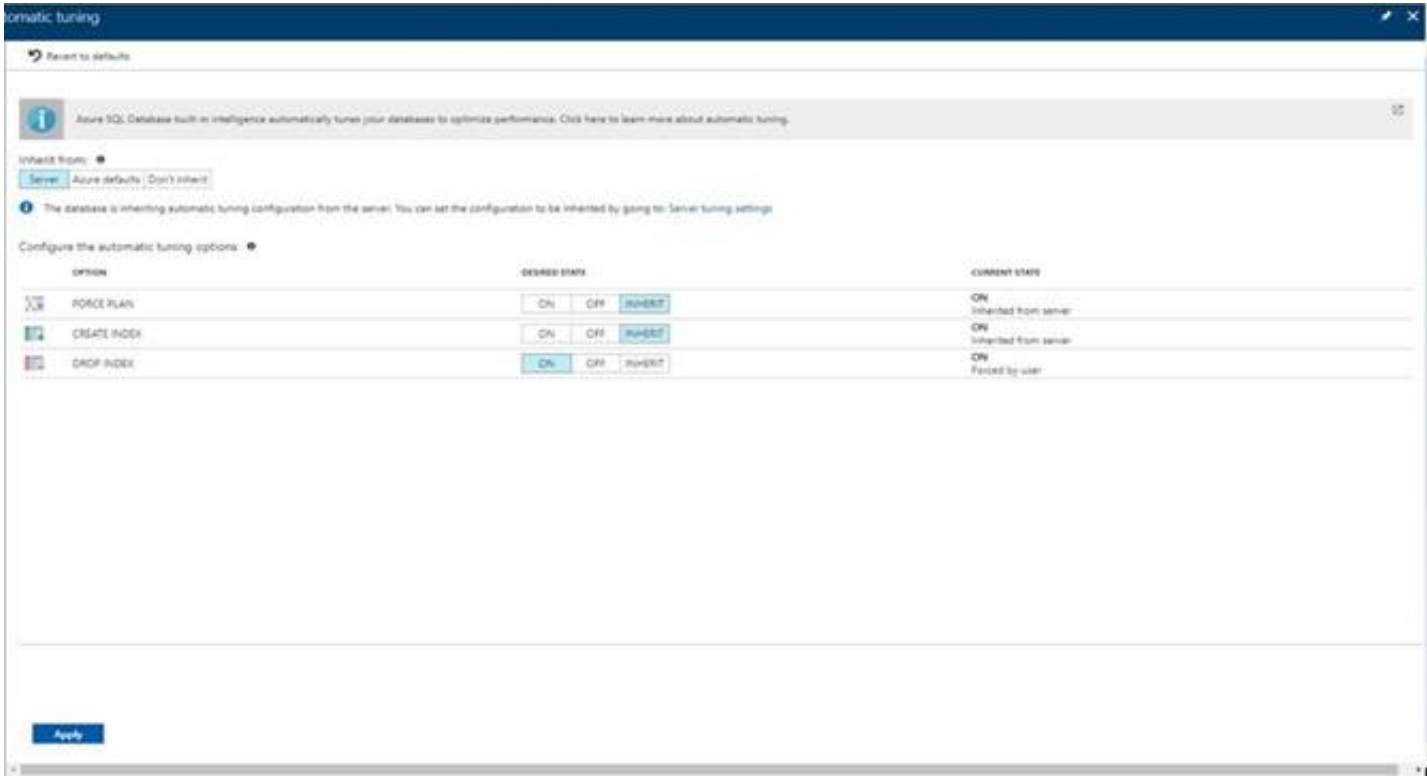 tomatic tuning
Revert to defaults
Azure SQL Database built-in intelligence automatically tunes your databases to optimize performance. Click here to learn more about automatic tuning.
Inherit from:
Server Azure defaults Don't inherit
The database is inheriting automatic tuning configuration from the server. You can set the configuration to be inherited by going to: Server tuning settings
Configure the automatic tuning options
OPTION DESIRED STATE CURRENT STATE
FORCE PLAN ON OFF INHERIT ON
Inherited from server
CREATE INDEX ON OFF INHERIT ON
Inherited from server
DROP INDEX ON OFF INHERIT ON
Forced by user
Apply